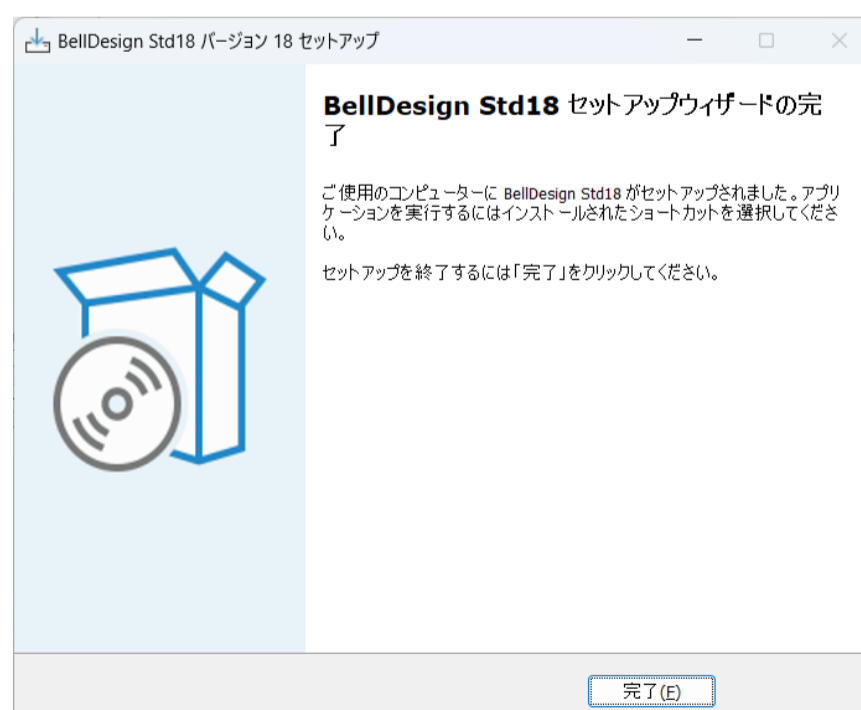 BellDesign Std18 バージョン 18 セットアップ
BellDesign Std18 セットアップウィザードの完
了
ご使用のコンピューターに BellDesign Std18 がセットアップされました。アプリ
ケーションを実行するにはインストールされたショートカットを選択してくださ
い。
セットアップを終了するには「完了」をクリックしてください。
完了(F)